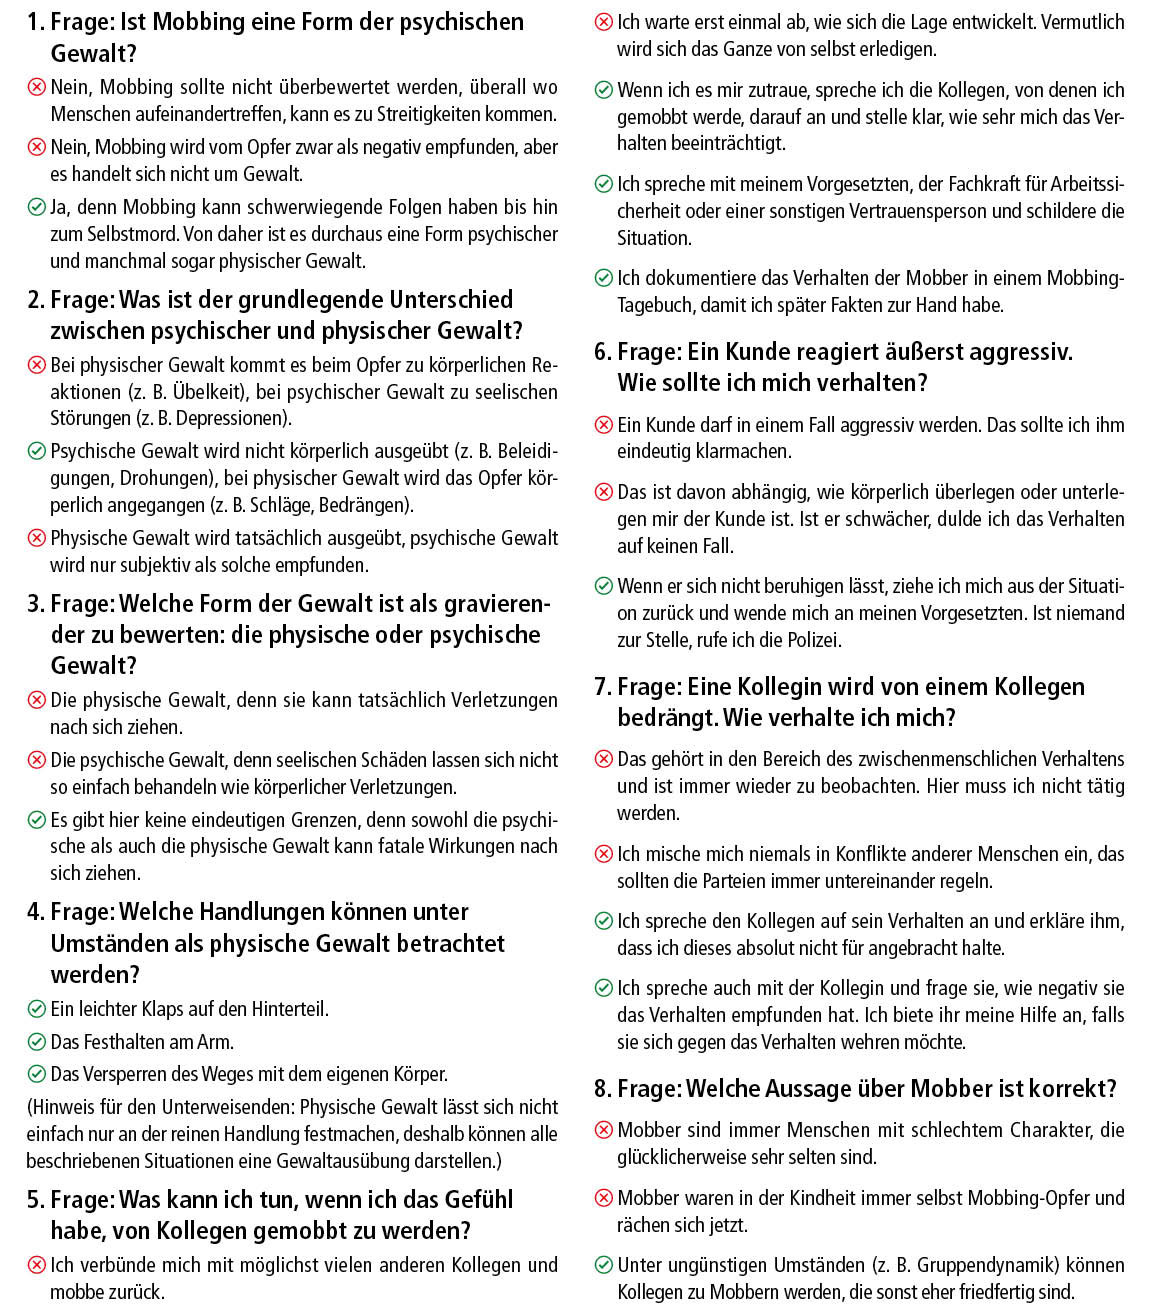 1. Frage: Ist Mobbing eine Form der psychischen
Gewalt?
Nein, Mobbing sollte nicht überbewertet werden, überall wo
Menschen aufeinandertreffen, kann es zu Streitigkeiten kommen.
Nein, Mobbing wird vom Opfer zwar als negativ empfunden, aber
es handelt sich nicht um Gewalt.
Ja, denn Mobbing kann schwerwiegende Folgen haben bis hin
zum Selbstmord. Von daher ist es durchaus eine Form psychischer
und manchmal sogar physischer Gewalt.
2. Frage: Was ist der grundlegende Unterschied
zwischen psychischer und physischer Gewalt?
Bei physischer Gewalt kommt es beim Opfer zu körperlichen Re-
aktionen (z. B. Übelkeit), bei psychischer Gewalt zu seelischen
Störungen (z. B. Depressionen).
Psychische Gewalt wird nicht körperlich ausgeübt (z. B. Beleidi-
gungen, Drohungen), bei physischer Gewalt wird das Opfer kör-
perlich angegangen (z. B. Schläge, Bedrängen).
Physische Gewalt wird tatsächlich ausgeübt, psychische Gewalt
wird nur subjektiv als solche empfunden.
3. Frage: Welche Form der Gewalt ist als gravieren-
der zu bewerten: die physische oder psychische
Gewalt?
Die physische Gewalt, denn sie kann tatsächlich Verletzungen
nach sich ziehen.
Die psychische Gewalt, denn seelischen Schäden lassen sich nicht
so einfach behandeln wie körperlicher Verletzungen.
Es gibt hier keine eindeutigen Grenzen, denn sowohl die psychi-
sche als auch die physische Gewalt kann fatale Wirkungen nach
sich ziehen.
4. Frage: Welche Handlungen können unter
Umständen als physische Gewalt betrachtet
werden?
Ein leichter Klaps auf den Hinterteil.
Das Festhalten am Arm.
Das Versperren des Weges mit dem eigenen Körper.
(Hinweis für den Unterweisenden: Physische Gewalt lässt sich nicht
einfach nur an der reinen Handlung festmachen, deshalb können alle
beschriebenen Situationen eine Gewaltausübung darstellen.)
5. Frage: Was kann ich tun, wenn ich das Gefühl
habe, von Kollegen gemobbt zu werden?
Ich verbünde mich mit möglichst vielen anderen Kollegen und
mobbe zurück.
Ich warte erst einmal ab, wie sich die Lage entwickelt. Vermutlich
wird sich das Ganze von selbst erledigen.
Wenn ich es mir zutraue, spreche ich die Kollegen, von denen ich
gemobbt werde, darauf an und stelle klar, wie sehr mich das Ver-
halten beeinträchtigt.
Ich spreche mit meinem Vorgesetzten, der Fachkraft für Arbeitssi-
cherheit oder einer sonstigen Vertrauensperson und schildere die
Situation.
Ich dokumentiere das Verhalten der Mobber in einem Mobbing-
Tagebuch, damit ich später Fakten zur Hand habe.
6. Frage: Ein Kunde reagiert äußerst aggressiv.
Wie sollte ich mich verhalten?
Ein Kunde darf in einem Fall aggressiv werden. Das sollte ich ihm
eindeutig klarmachen.
Das ist davon abhängig, wie körperlich überlegen oder unterle-
gen mir der Kunde ist. Ist er schwächer, dulde ich das Verhalten
auf keinen Fall.
Wenn er sich nicht beruhigen lässt, ziehe ich mich aus der Situati-
on zurück und wende mich an meinen Vorgesetzten. Ist niemand
zur Stelle, rufe ich die Polizei.
7. Frage: Eine Kollegin wird von einem Kollegen
bedrängt. Wie verhalte ich mich?
Das gehört in den Bereich des zwischenmenschlichen Verhaltens
und ist immer wieder zu beobachten. Hier muss ich nicht tätig
werden.
Ich mische mich niemals in Konflikte anderer Menschen ein, das
sollten die Parteien immer untereinander regeln.
Ich spreche den Kollegen auf sein Verhalten an und erkläre ihm,
dass ich dieses absolut nicht für angebracht halte.
Ich spreche auch mit der Kollegin und frage sie, wie negativ sie
das Verhalten empfunden hat. Ich biete ihr meine Hilfe an, falls
sie sich gegen das Verhalten wehren möchte.
8. Frage: Welche Aussage über Mobber ist korrekt?
Mobber sind immer Menschen mit schlechtem Charakter, die
glücklicherweise sehr selten sind.
Mobber waren in der Kindheit immer selbst Mobbing-Opfer und
rächen sich jetzt.
Unter ungünstigen Umständen (z. B. Gruppendynamik) können
Kollegen zu Mobbern werden, die sonst eher friedfertig sind.